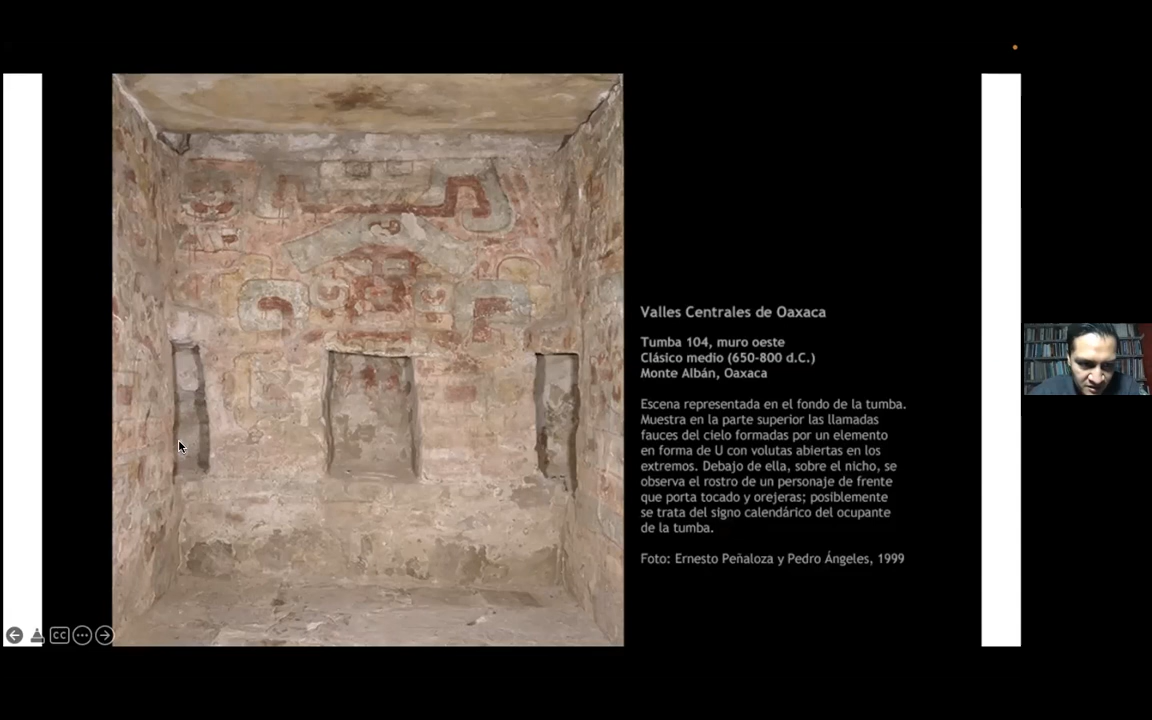 Valles Centrales de Oaxaca
Tumba 104, muro oeste
Clásico medio (650-800 d.C.)
Monte Albán, Oaxaca
Escena representada en el fondo de la tumba.
Muestra en la parte superior las llamadas
fauces del cielo formadas por un elemento
en forma de U con volutas abiertas en los
extremos. Debajo de ella, sobre el nicho, se
observa el rostro de un personaje de frente
que porta tocado y orejeras; posiblemente
se trata del signo calendárico del ocupante
de la tumba.
Foto: Ernesto Peñaloza y Pedro Ángeles, 1999
CC